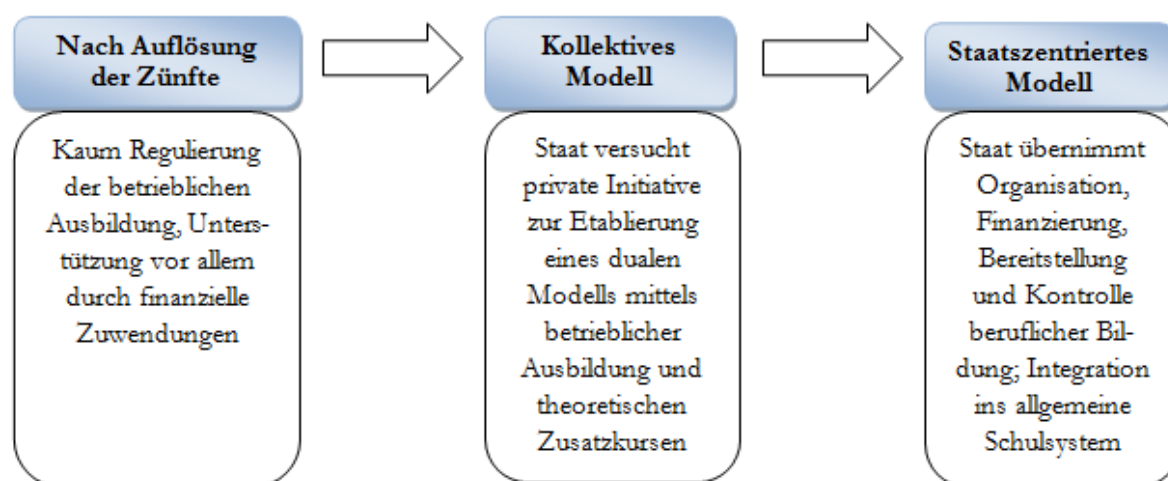 Nach Auflösung
der Zünfte
Kaum Regulierung
der betrieblichen
Ausbildung, Unters-
tützung vor allem
durch finanzielle
Zuwendungen
Kollektives
Modell
Staat versucht
private Initiative
zur Etablierung
eines dualen
Modells mittels
betrieblicher
Ausbildung und
theoretischen
Zusatzkursen
Staatszentriertes
Modell
Staat übernimmt
Organisation,
Finanzierung,
Bereitstellung
und Kontrolle
beruflicher Bil-
dung; Integration
ins allgemeine
Schulsystem